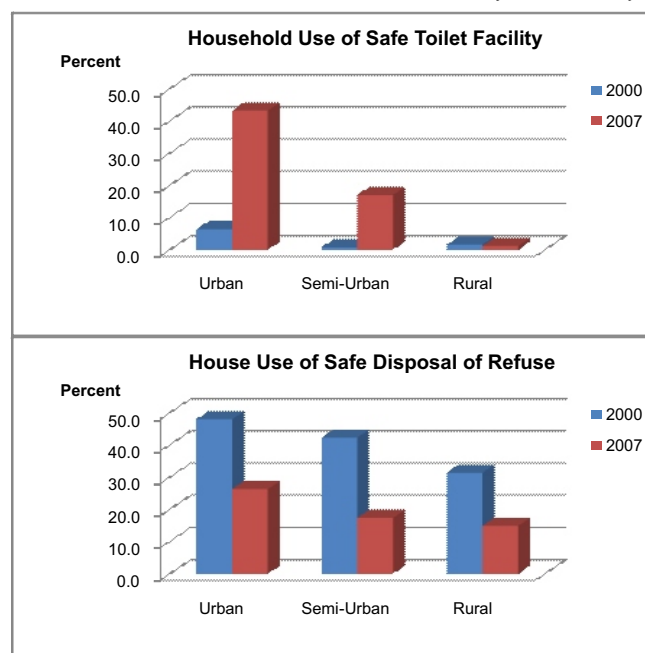 Household Use of Safe Toilet Facility
Percent
50.0
40.0
30.0
20.0
10.0
0.0
2000
2007
Urban Semi-Urban Rural
House Use of Safe Disposal of Refuse
Percent
50.0
40.0
30.0
20.0
10.0
0.0
2000
2007
Urban Semi-Urban Rural